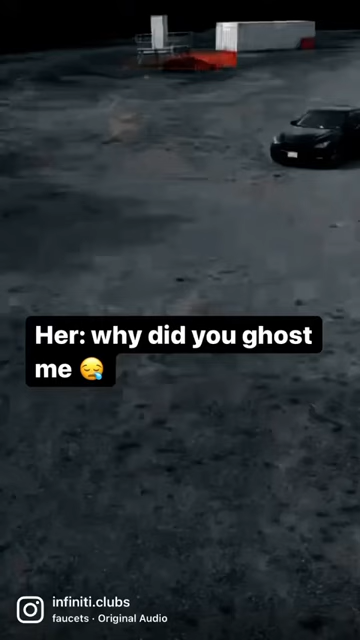 Her: why did you ghost
me 😪
infiniti.clubs
faucets · Original Audio